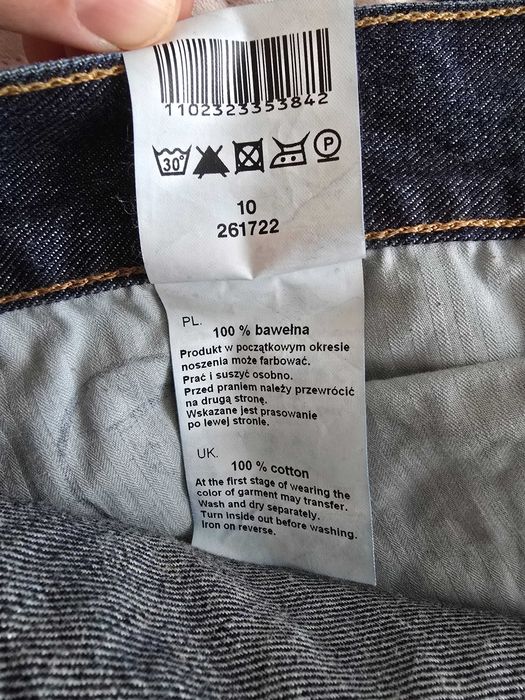 1102323353842
30°
P
10
261722
PL.
100 % bawełna
Produkt w początkowym okresie
noszenia może farbować.
Prać i suszyć osobno.
Przed praniem należy przewrócić
na drugą stronę.
Wskazane jest prasowanie
po lewej stronie.
UK.
100 % cotton
At the first stage of wearing the
color of garment may transfer.
Wash and dry separately.
Turn inside out before washing.
Iron on reverse.